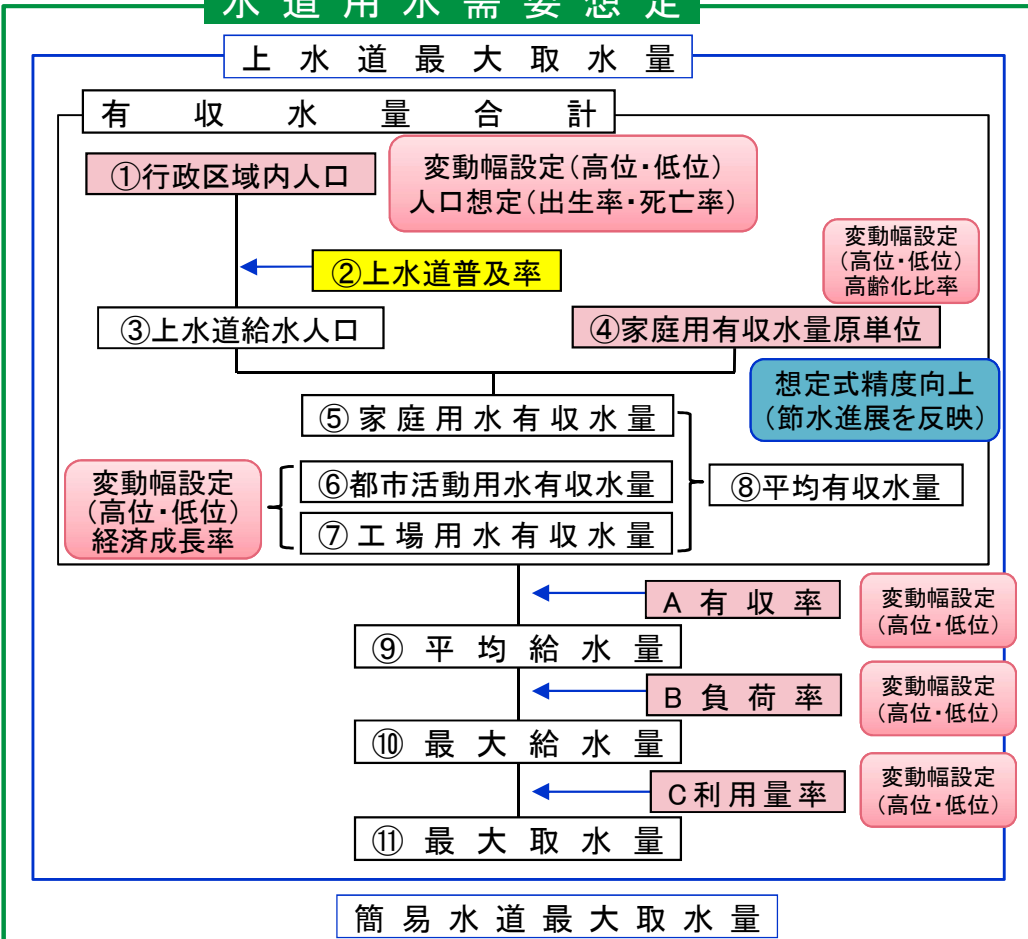 水道用水需要想定
上水道最大取水量
有収水量合計
①行政区域内人口
変動幅設定(高位・低位)
人口想定(出生率・死亡率)
②上水道普及率
変動幅設定
(高位・低位)
高齢化比率
③上水道給水人口
④家庭用有収水量原単位
想定式精度向上
(節水進展を反映)
⑤家庭用水有収水量
変動幅設定
(高位・低位)
経済成長率
⑥都市活動用水有収水量
⑦工場用水有収水量
⑧平均有収水量
A有収率
変動幅設定
(高位・低位)
⑨平均給水量
B負荷率
変動幅設定
(高位・低位)
⑩最大給水量
C利用量率
変動幅設定
(高位・低位)
⑪最大取水量
簡易水道最大取水量